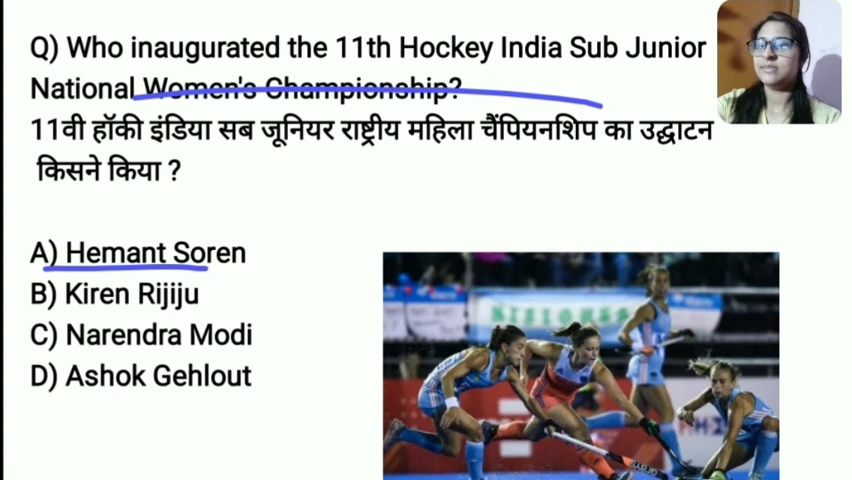 Q) Who inaugurated the 11th Hockey India Sub Junior
National Women's Championship?
11वी हॉकी इंडिया सब जूनियर राष्ट्रीय महिला चैंपियनशिप का उद्घाटन
किसने किया ?
A) Hemant Soren
B) Kiren Rijiju
C) Narendra Modi
D) Ashok Gehlout